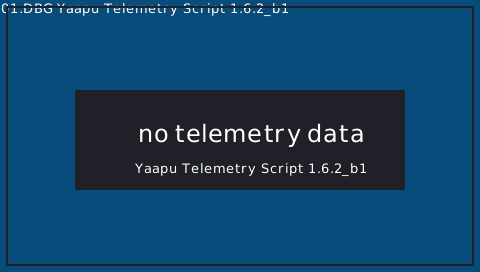 01.DBG Yaapu Telemetry Script 1.6.2_b1
no telemetry data
Yaapu Telemetry Script 1.6.2_b1